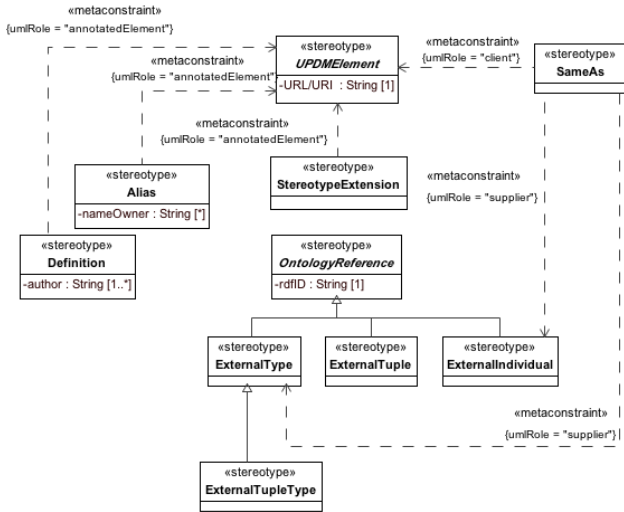 «metaconstraint»
{umlRole = "annotatedElement"}
«stereotype»
UPDMElement
-URL/URI : String [1]
«metaconstraint»
{umlRole = "client"}
«stereotype»
SameAs
«metaconstraint»
{umlRole = "annotatedElement"}
«metaconstraint»
{umlRole = "annotatedElement"}
«stereotype»
Alias
-nameOwner : String [*]
«stereotype»
StereotypeExtension
«metaconstraint»
{umlRole = "supplier"}
«stereotype»
Definition
-author : String [1..*]
«stereotype»
OntologyReference
-rdfID : String [1]
«stereotype»
ExternalType
«stereotype»
ExternalTuple
«stereotype»
ExternalIndividual
«metaconstraint»
{umlRole = "supplier"}
«stereotype»
ExternalTupleType